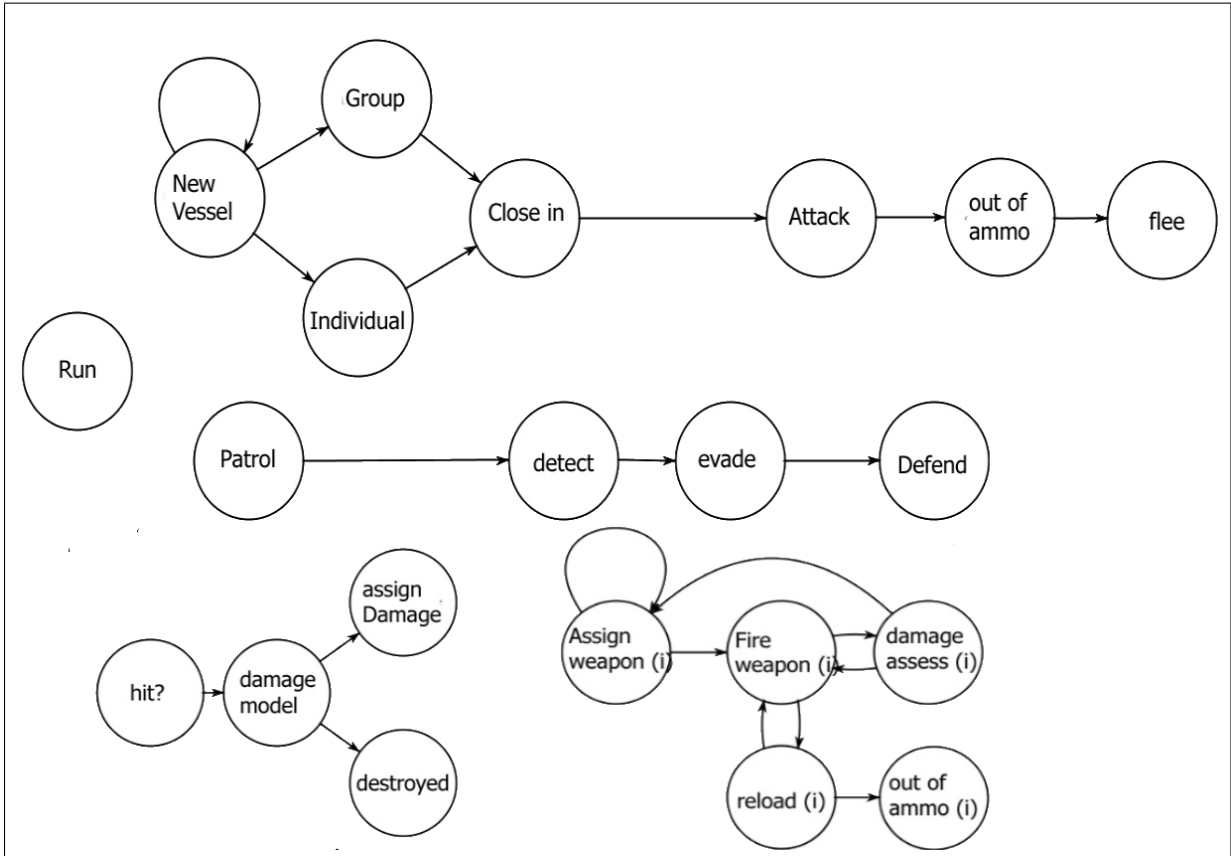 Group
New
Vessel
Close in
Attack
out of
ammo
flee
Individual
Run
Patrol
detect
evade
Defend
assign
Damage
hit?
damage
model
destroyed
Assign
weapon (i)
Fire
weapon (i)
damage
assess (i)
reload (i)
out of
ammo (i)